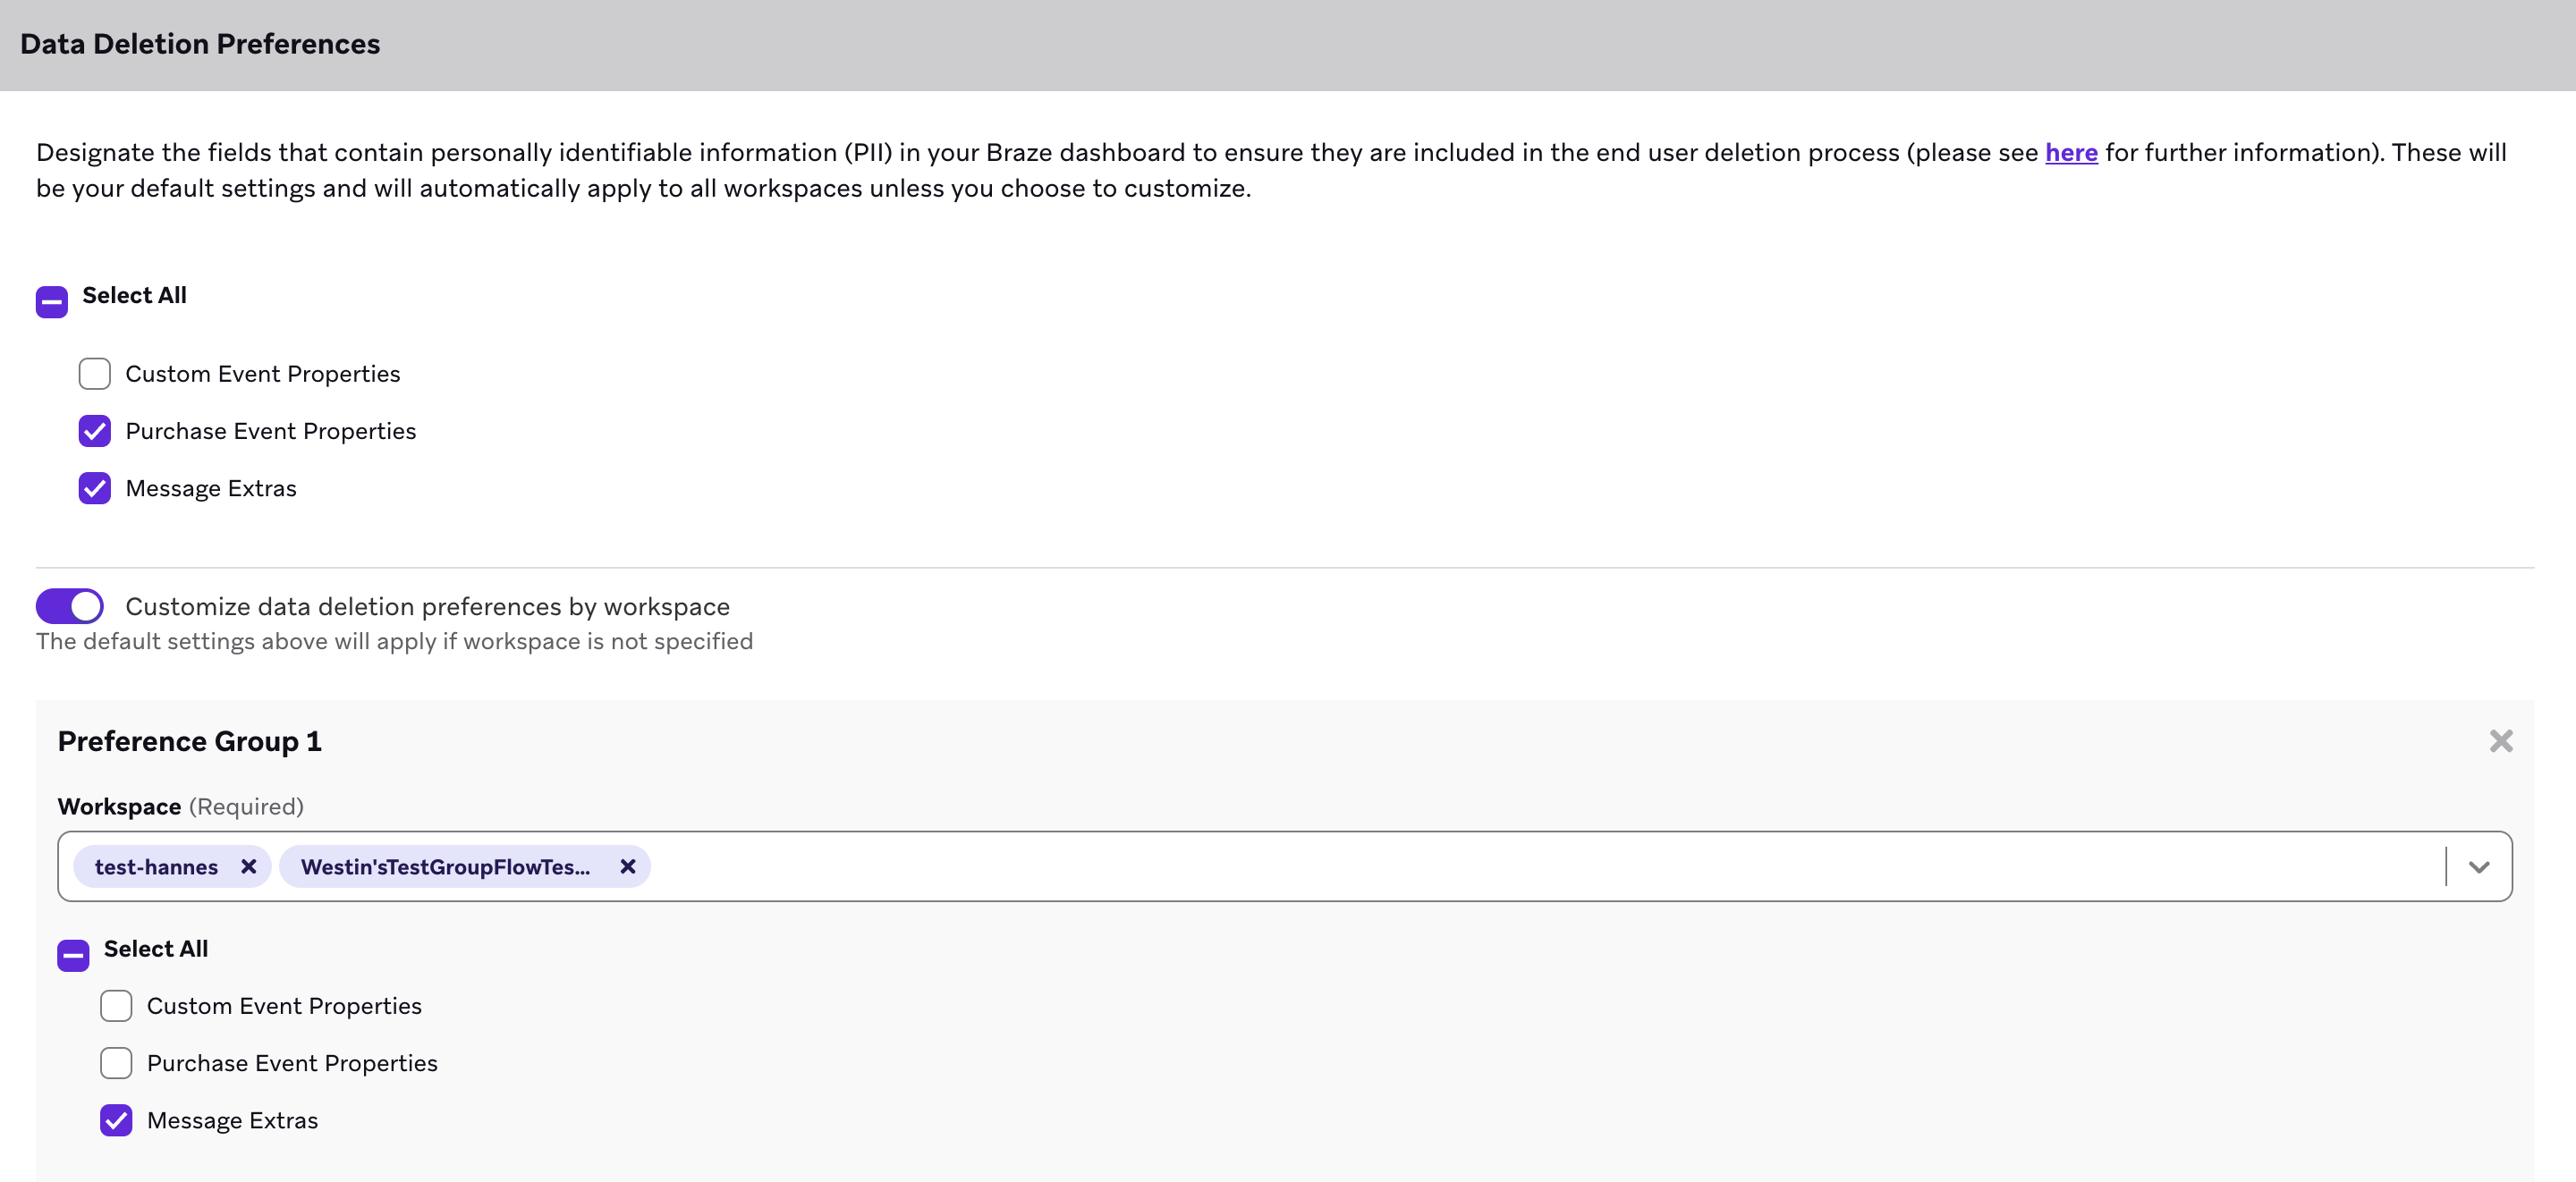 Data Deletion Preferences
Designate the fields that contain personally identifiable information (PII) in your Braze dashboard to ensure they are included in the end user deletion process (please see here for further information). These will
be your default settings and will automatically apply to all workspaces unless you choose to customize.
Select All
Custom Event Properties
Purchase Event Properties
Message Extras
Customize data deletion preferences by workspace
The default settings above will apply if workspace is not specified
Preference Group 1
Workspace (Required)
test-hannes Westin'sTestGroupFlowTes...
Select All
Custom Event Properties
Purchase Event Properties
Message Extras